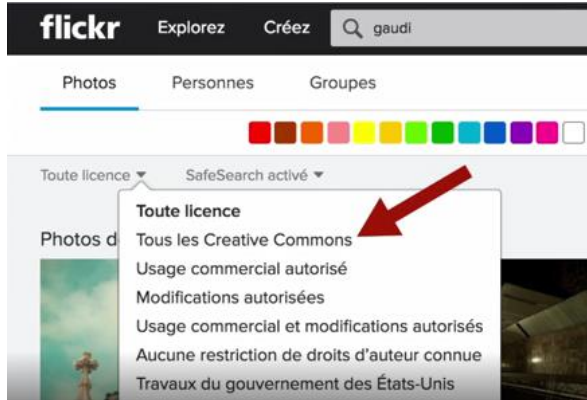 flickr Explorez Créez gaudi
Photos Personnes Groupes
Toute licence SafeSearch activé
Toute licence
Tous les Creative Commons
Photos d
Usage commercial autorisé
Modifications autorisées
Usage commercial et modifications autorisés
Aucune restriction de droits d'auteur connue
Travaux du gouvernement des États-Unis